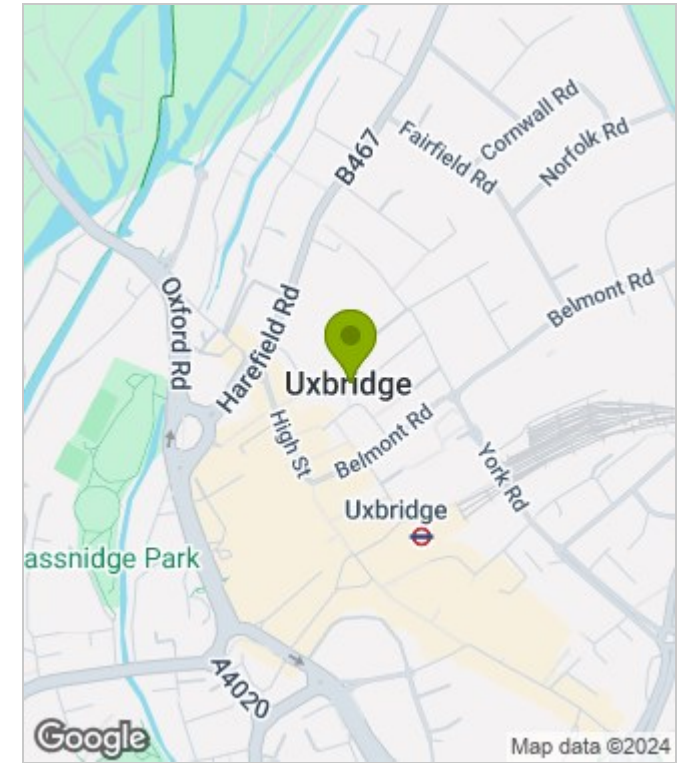 Cornwall Rd
Fairfield Rd
Norfolk Rd
B467
Belmont Rd
Oxford Rd
Harefield Rd
Uxbridge
High St
Belmont Rd
York Rd
Uxbridge
assnidge Park
A4020
Google
Map data ©2024